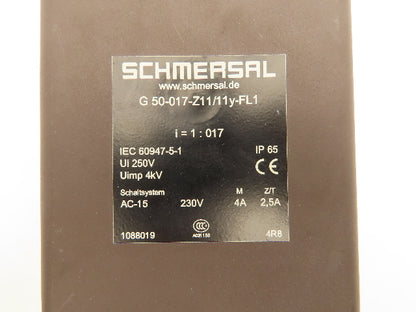 SCHMERSAL
www.schmersal.de
G 50-017-Z11/11y-FL1
i = 1 : 017
IEC 60947-5-1 IP 65
Ui 250V CE
Uimp 4kV
Schaltsystem M Z/T
AC-15 230V 4A 2,5A
CCC
1088019 4R8